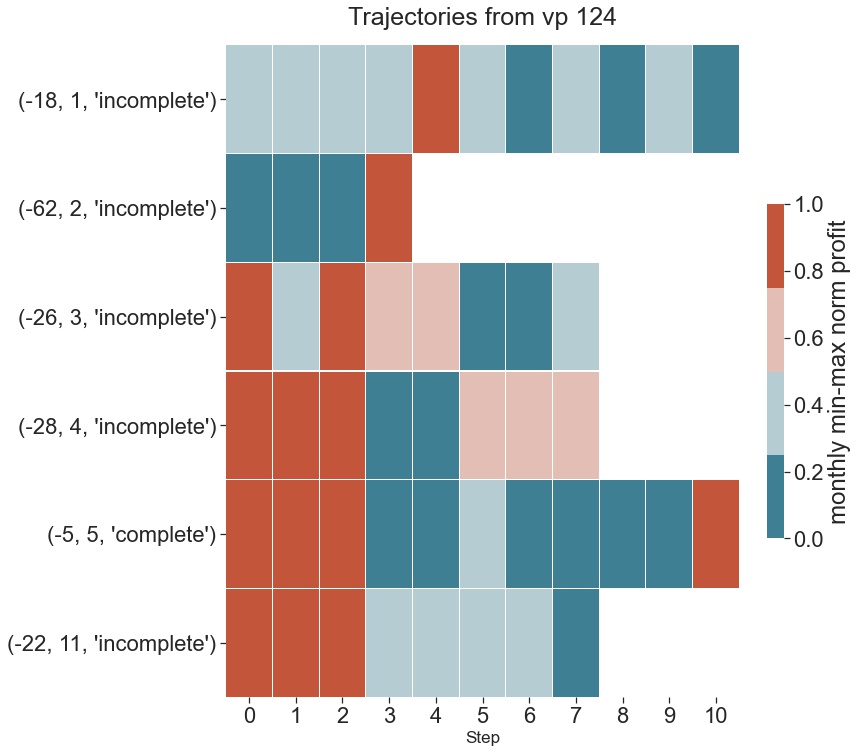 Trajectories from vp 124
(-18, 1, 'incomplete')
(-62, 2, 'incomplete')
(-26, 3, 'incomplete')
(-28, 4, 'incomplete')
(-5, 5, 'complete')
(-22, 11, 'incomplete')
0 1 2 3 4 5 6 7 8 9 10
Step
1.0
0.8
0.6
0.4
0.2
0.0
monthly min-max norm profit